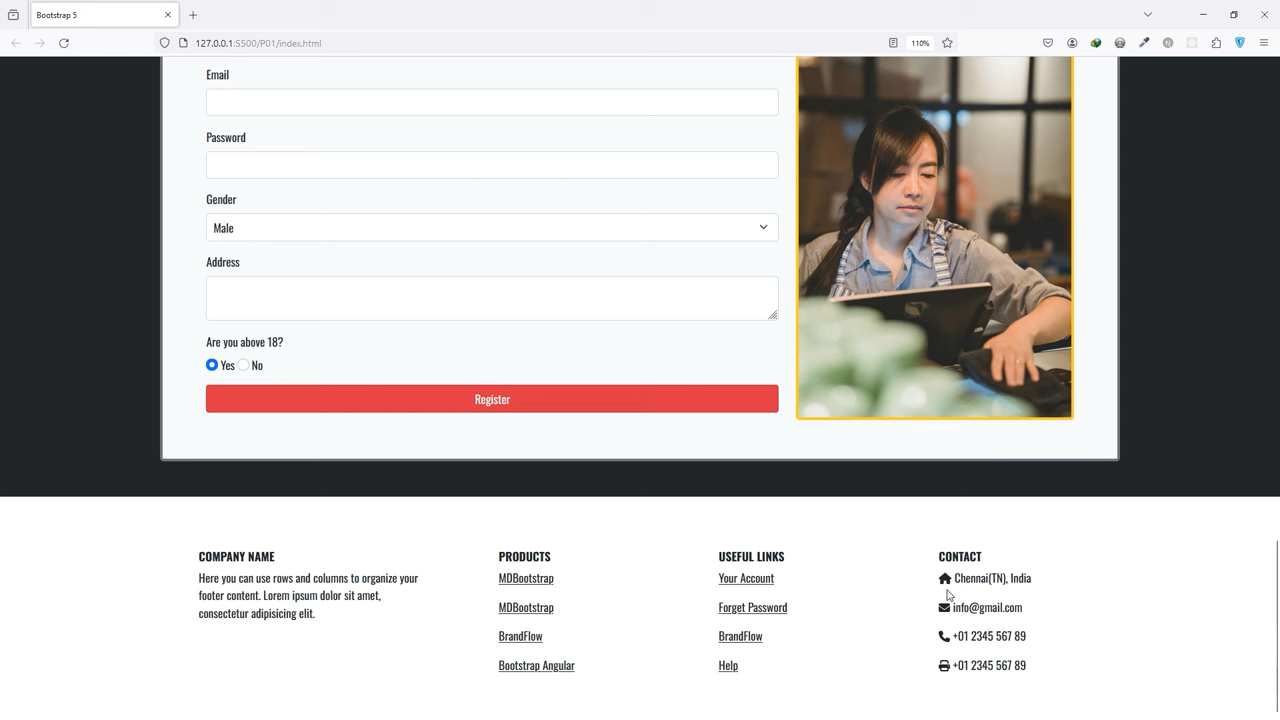 Bootstrap 5
127.0.0.1:5500/P01/index.html
110%
Email
Password
Gender
Male
Address
Are you above 18?
Yes No
Register
COMPANY NAME
Here you can use rows and columns to organize your
footer content. Lorem ipsum dolor sit amet,
consectetur adipisicing elit.
PRODUCTS
MDBootstrap
MDBootstrap
BrandFlow
Bootstrap Angular
USEFUL LINKS
Your Account
Forget Password
BrandFlow
Help
CONTACT
Chennai(TN), India
info@gmail.com
+01 2345 567 89
+01 2345 567 89